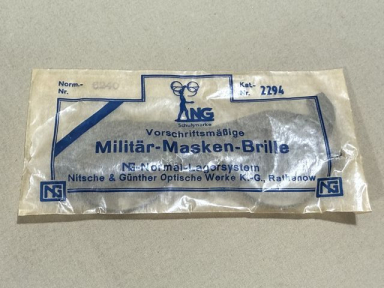 Norm-
Nr.
Kat.-
Nr. 2294
NG
Schutzmarke
Vorschriftsmäßige
Militär-Masken-Brille
NG-Normal-Lagersystem
NG Nitsche & Günther Optische Werke K.-G., Rathenow NG